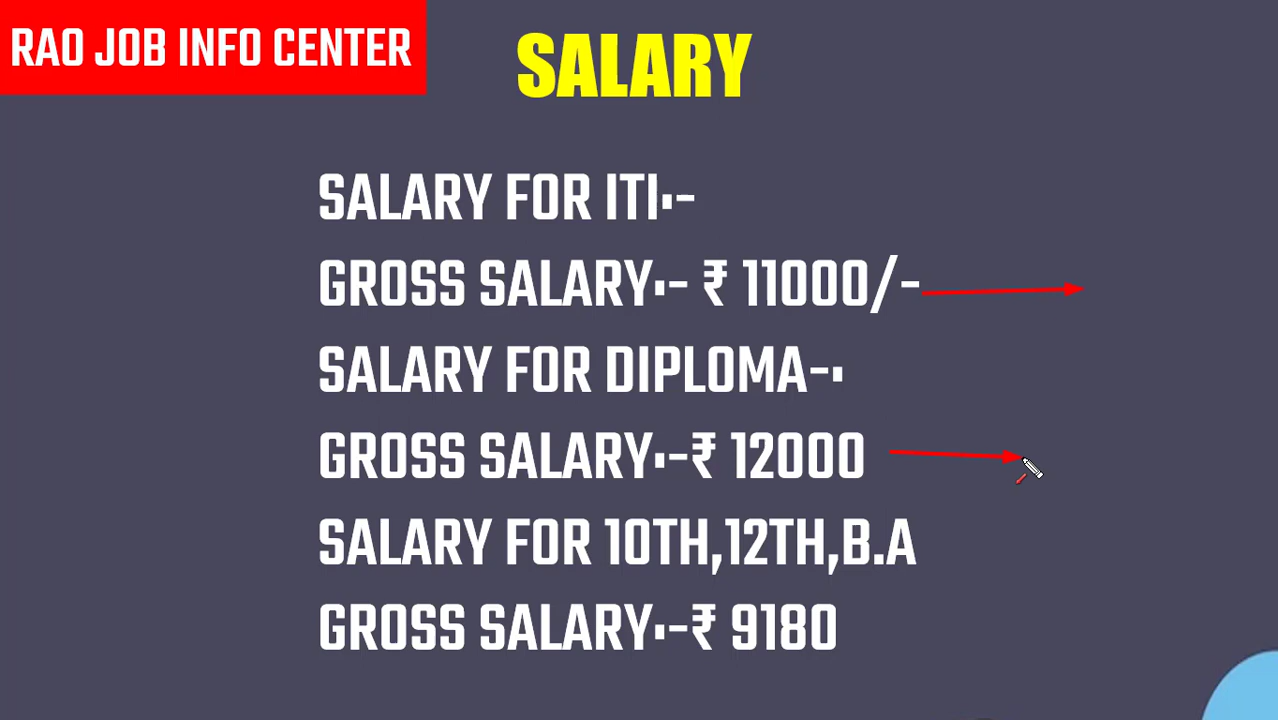 RAO JOB INFO CENTER
SALARY
SALARY FOR ITI:-
GROSS SALARY:- ₹ 11000/-
SALARY FOR DIPLOMA-:
GROSS SALARY:-₹ 12000
SALARY FOR 10TH,12TH,B.A
GROSS SALARY:-₹ 9180